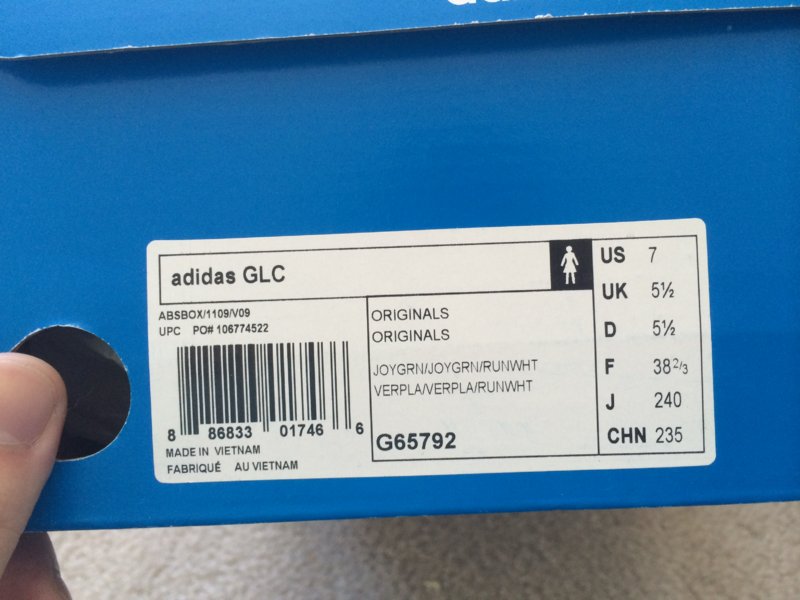 adidas GLC
ABSBOX/1109/V09
UPC PO# 106774522
8 86833 01746 6
MADE IN VIETNAM
FABRIQUÉ AU VIETNAM
ORIGINALS
ORIGINALS
JOYGRN/JOYGRN/RUNWHT
VERPLA/VERPLA/RUNWHT
G65792
US 7
UK 5½
D 5½
F 38 2/3
J 240
CHN 235